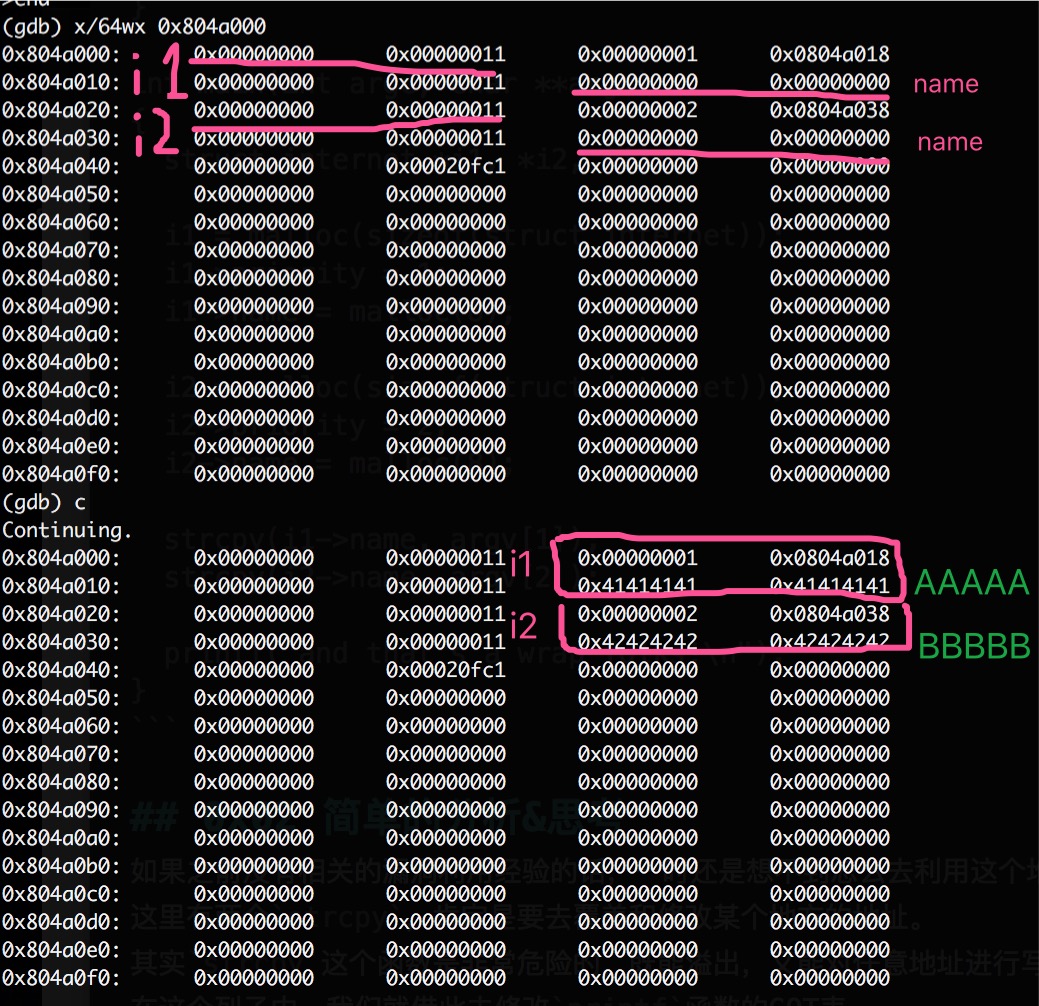 >end
(gdb) x/64wx 0x804a000
0x804a000: 0x00000000 0x00000011 0x00000001 0x0804a018
0x804a010: 0x00000000 0x00000011 0x00000000 0x00000000 name
0x804a020: 0x00000000 0x00000011 0x00000002 0x0804a038
0x804a030: 0x00000000 0x00000011 0x00000000 0x00000000 name
i1
i2
0x804a040: 0x00000000 0x00020fc1 0x00000000 0x00000000
0x804a050: 0x00000000 0x00000000 0x00000000 0x00000000
0x804a060: 0x00000000 0x00000000 0x00000000 0x00000000
0x804a070: 0x00000000 0x00000000 0x00000000 0x00000000
0x804a080: 0x00000000 0x00000000 0x00000000 0x00000000
0x804a090: 0x00000000 0x00000000 0x00000000 0x00000000
0x804a0a0: 0x00000000 0x00000000 0x00000000 0x00000000
0x804a0b0: 0x00000000 0x00000000 0x00000000 0x00000000
0x804a0c0: 0x00000000 0x00000000 0x00000000 0x00000000
0x804a0d0: 0x00000000 0x00000000 0x00000000 0x00000000
0x804a0e0: 0x00000000 0x00000000 0x00000000 0x00000000
0x804a0f0: 0x00000000 0x00000000 0x00000000 0x00000000
(gdb) c
Continuing.
0x804a000: 0x00000000 0x00000011 i1 0x00000001 0x0804a018
0x804a010: 0x00000000 0x00000011 0x41414141 0x41414141 AAAAA
0x804a020: 0x00000000 0x00000011 i2 0x00000002 0x0804a038
0x804a030: 0x00000000 0x00000011 0x42424242 0x42424242 BBBBB
0x804a040: 0x00000000 0x00020fc1 0x00000000 0x00000000
0x804a050: 0x00000000 0x00000000 0x00000000 0x00000000
0x804a060: 0x00000000 0x00000000 0x00000000 0x00000000
0x804a070: 0x00000000 0x00000000 0x00000000 0x00000000
0x804a080: 0x00000000 0x00000000 0x00000000 0x00000000
0x804a090: 0x00000000 0x00000000 0x00000000 0x00000000
0x804a0a0: 0x00000000 0x00000000 0x00000000 0x00000000
0x804a0b0: 0x00000000 0x00000000 0x00000000 0x00000000
0x804a0c0: 0x00000000 0x00000000 0x00000000 0x00000000
0x804a0d0: 0x00000000 0x00000000 0x00000000 0x00000000
0x804a0e0: 0x00000000 0x00000000 0x00000000 0x00000000
0x804a0f0: 0x00000000 0x00000000 0x00000000 0x00000000